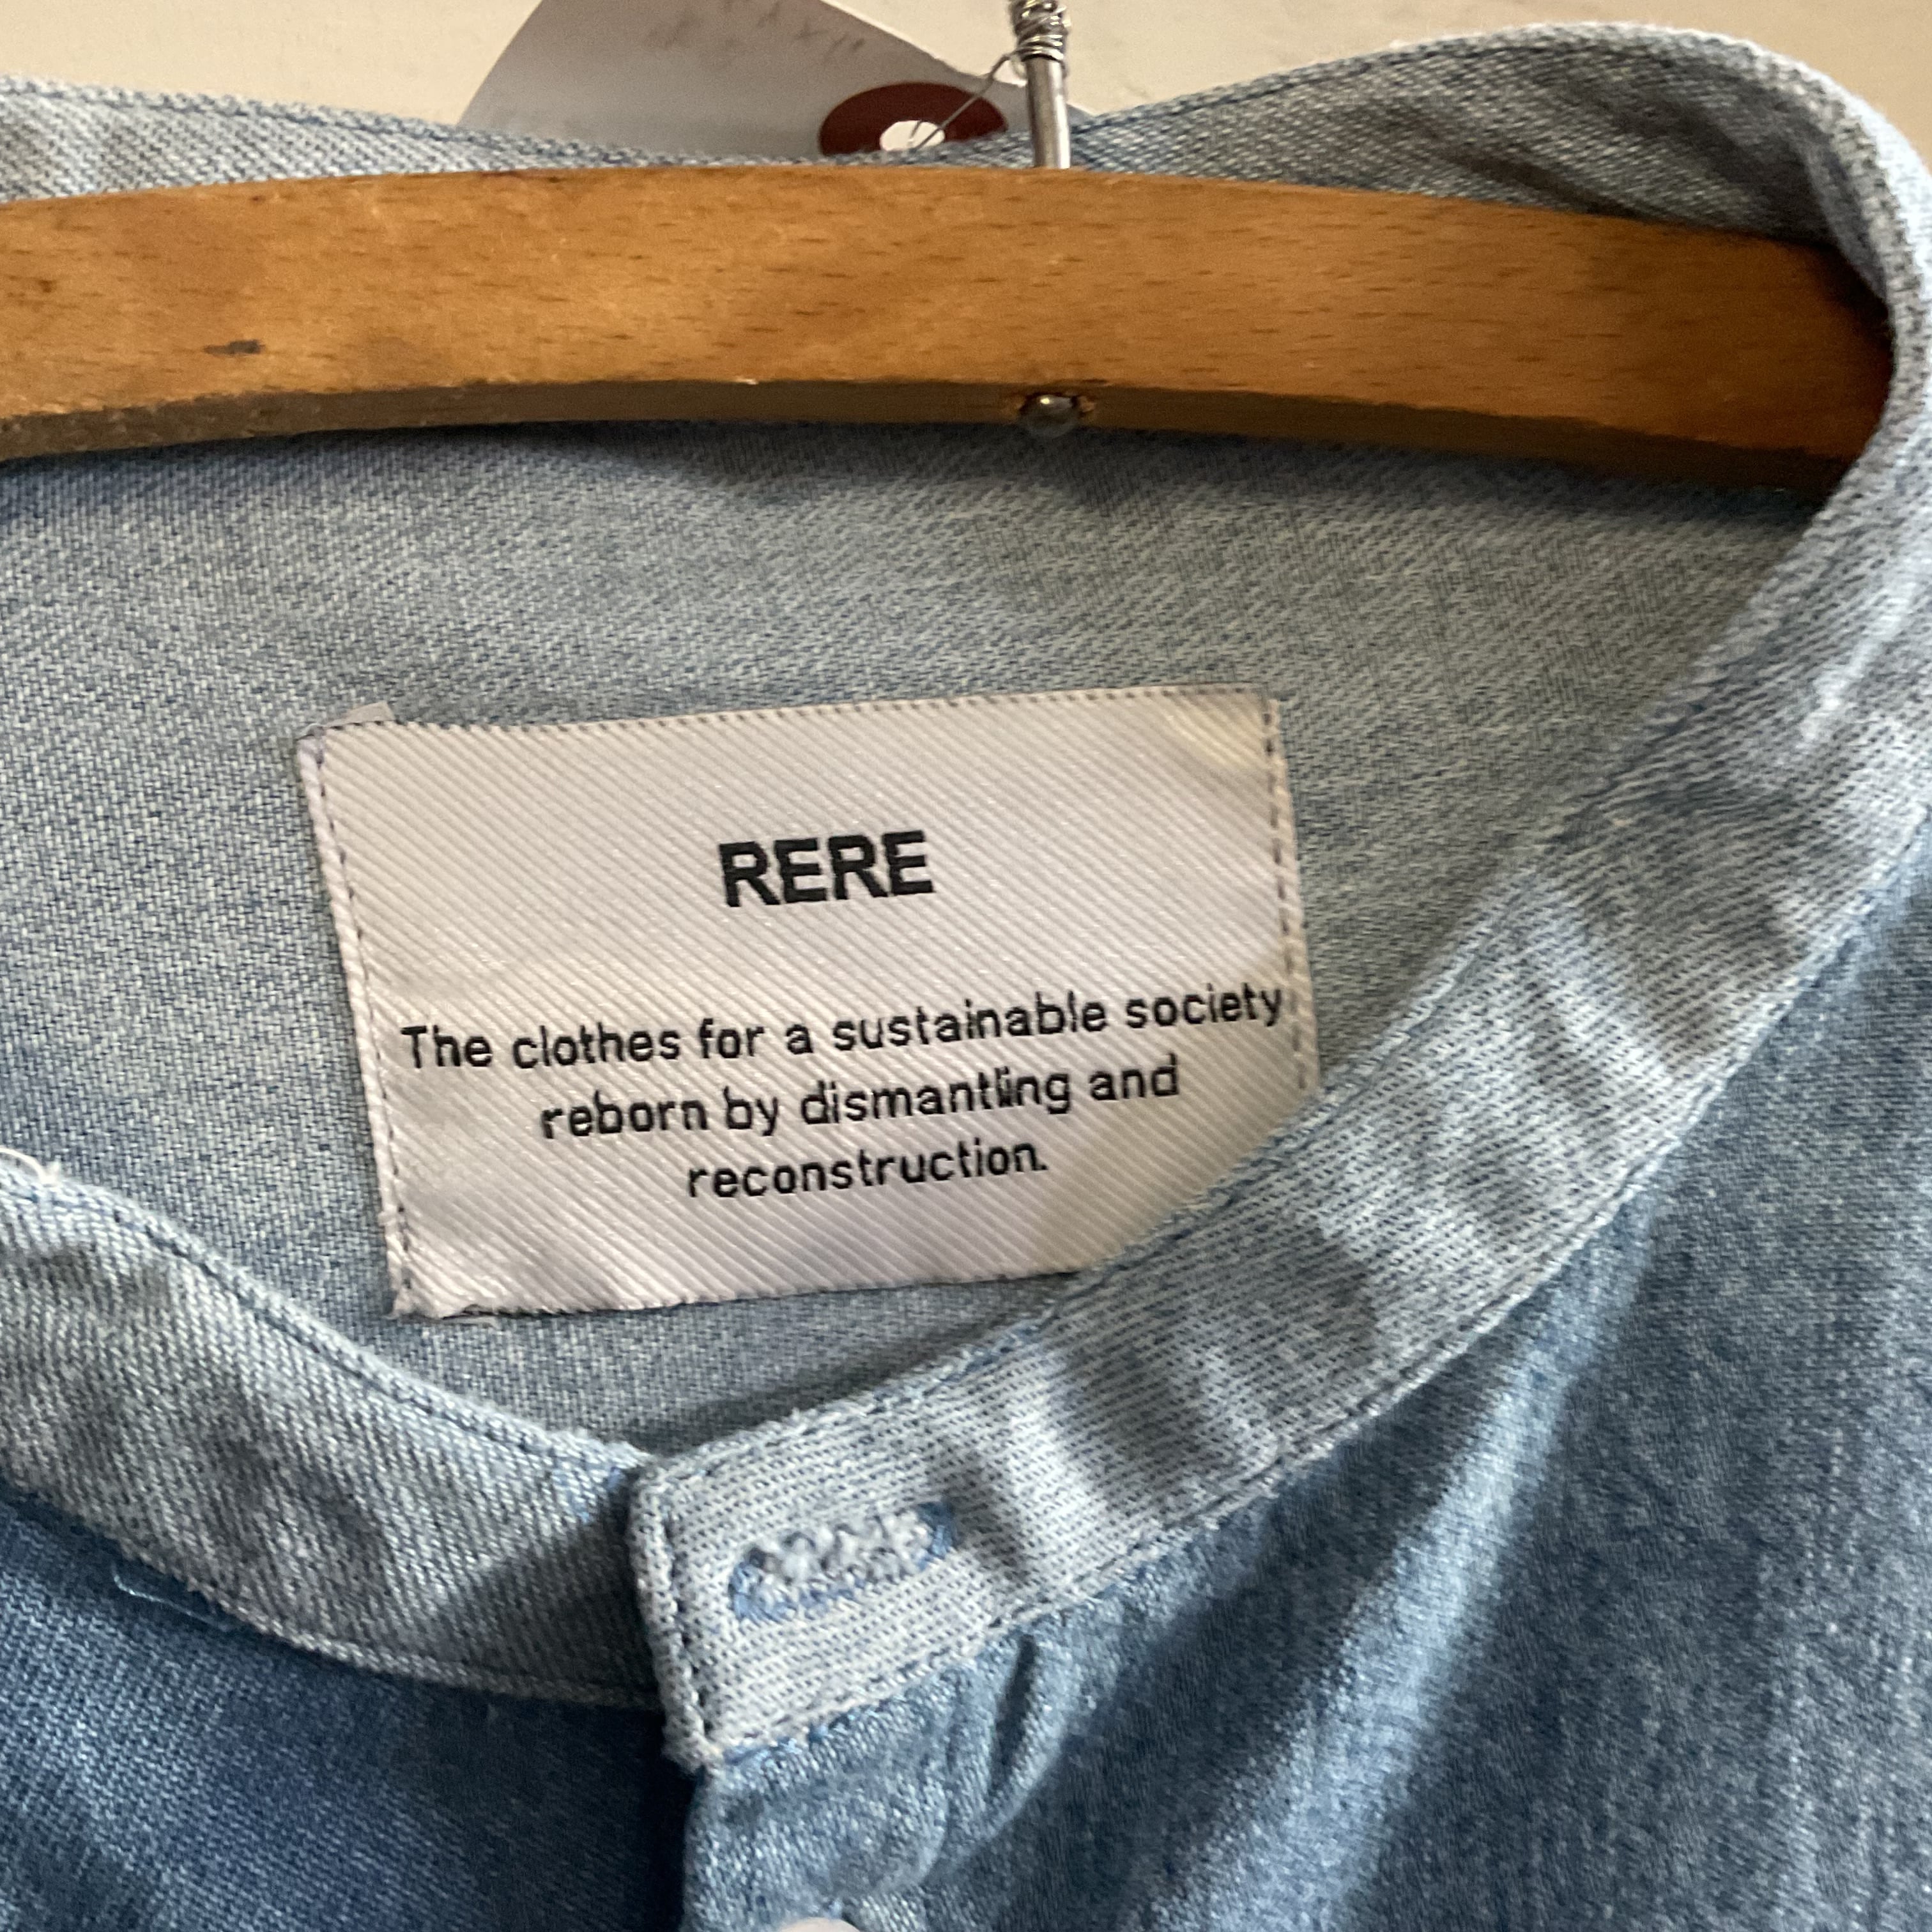 RERE
The clothes for a sustainable society
reborn by dismantling and
reconstruction.